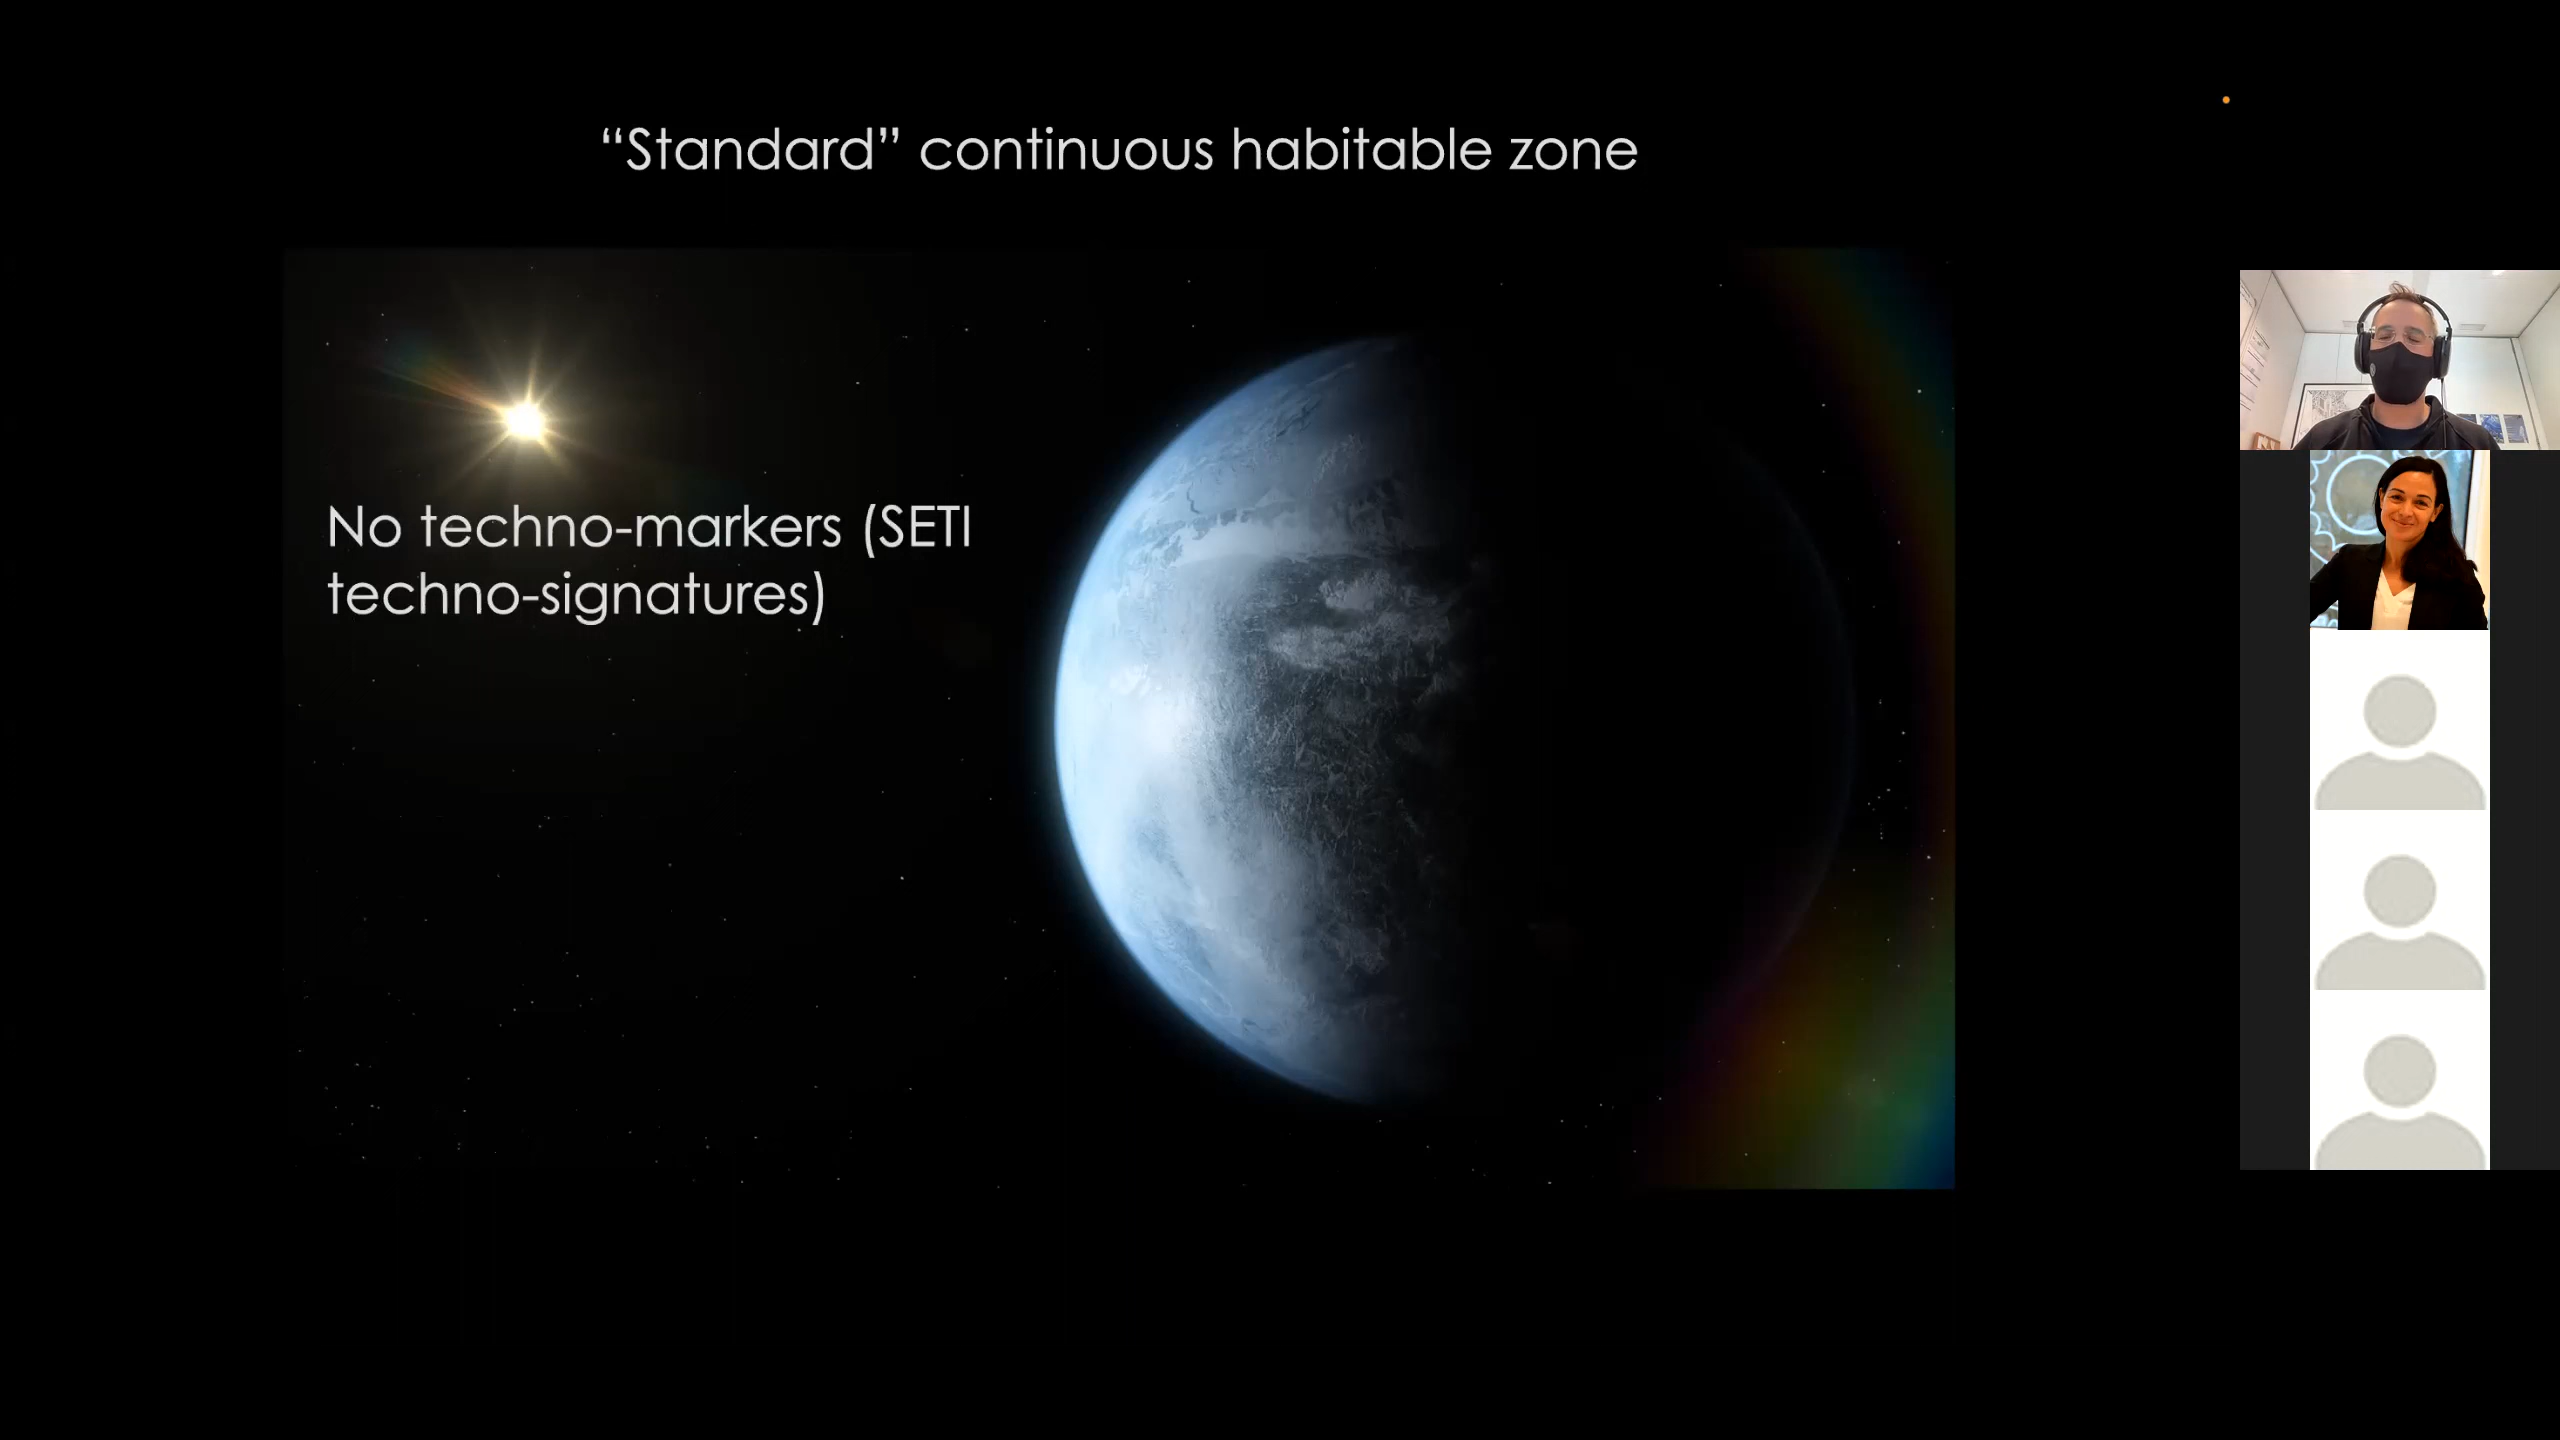 “Standard” continuous habitable zone
No techno-markers (SETI
techno-signatures)